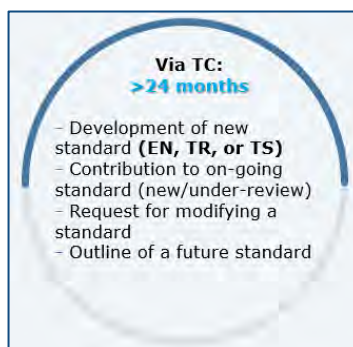 Via TC:
>24 months
- Development of new
standard (EN, TR, or TS)
- Contribution to on-going
standard (new/under-review)
- Request for modifying a
standard
- Outline of a future standard